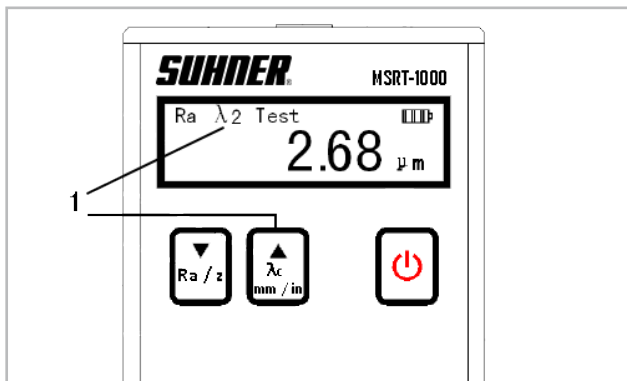 SUHNER®
MSRT-1000
Ra λ2 Test
2.68 μm
1
▼
Ra / z
▲
λc
mm / in